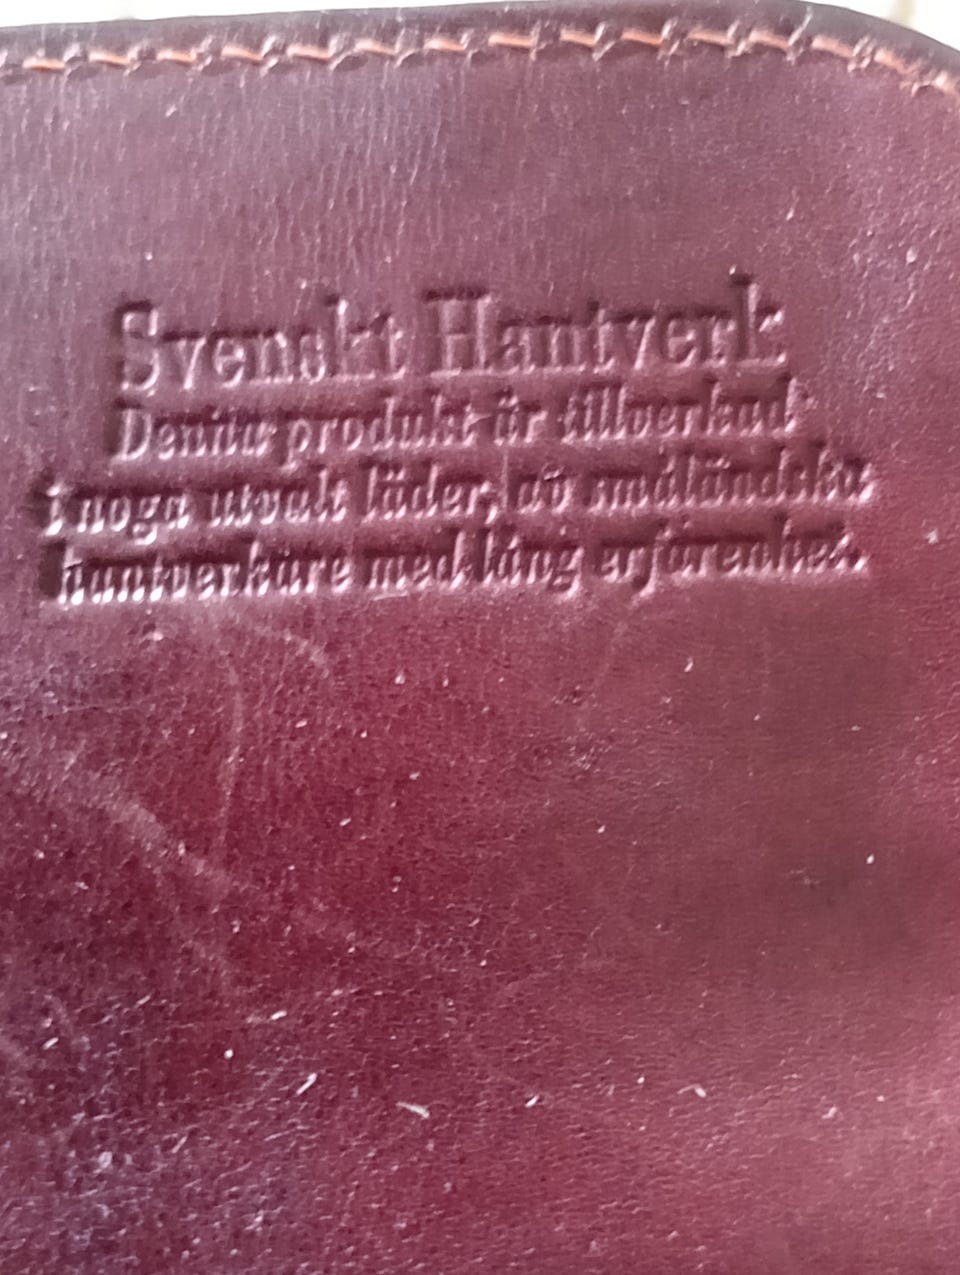 Svenskt Hantverk
Denna produkt är tillverkad
i noga utvalt läder, av småländska
hantverkare med lång erfarenhet.